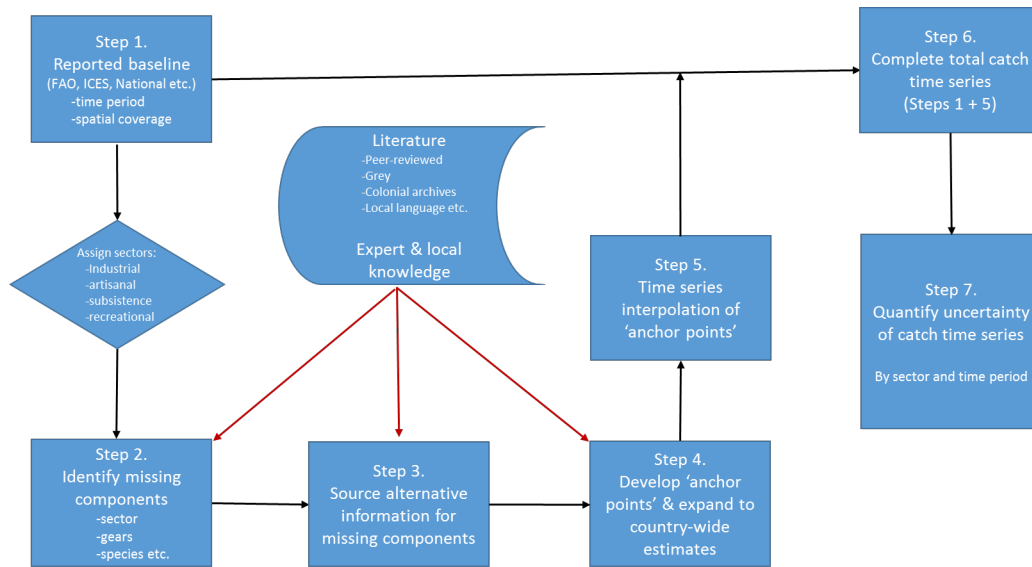 Step 1.
Reported baseline
(FAO, ICES, National etc.)
-time period
-spatial coverage
Assign sectors:
-Industrial
-artisanal
-subsistence
-recreational
Step 2.
Identify missing
components
-sector
-gears
-species etc.
Literature
-Peer-reviewed
-Grey
-Colonial archives
-Local language etc.
Expert & local
knowledge
Step 3.
Source alternative
information for
missing components
Step 4.
Develop ‘anchor
points’ & expand to
country-wide
estimates
Step 5.
Time series
interpolation of
‘anchor points’
Step 6.
Complete total catch
time series
(Steps 1 + 5)
Step 7.
Quantify uncertainty
of catch time series
By sector and time period